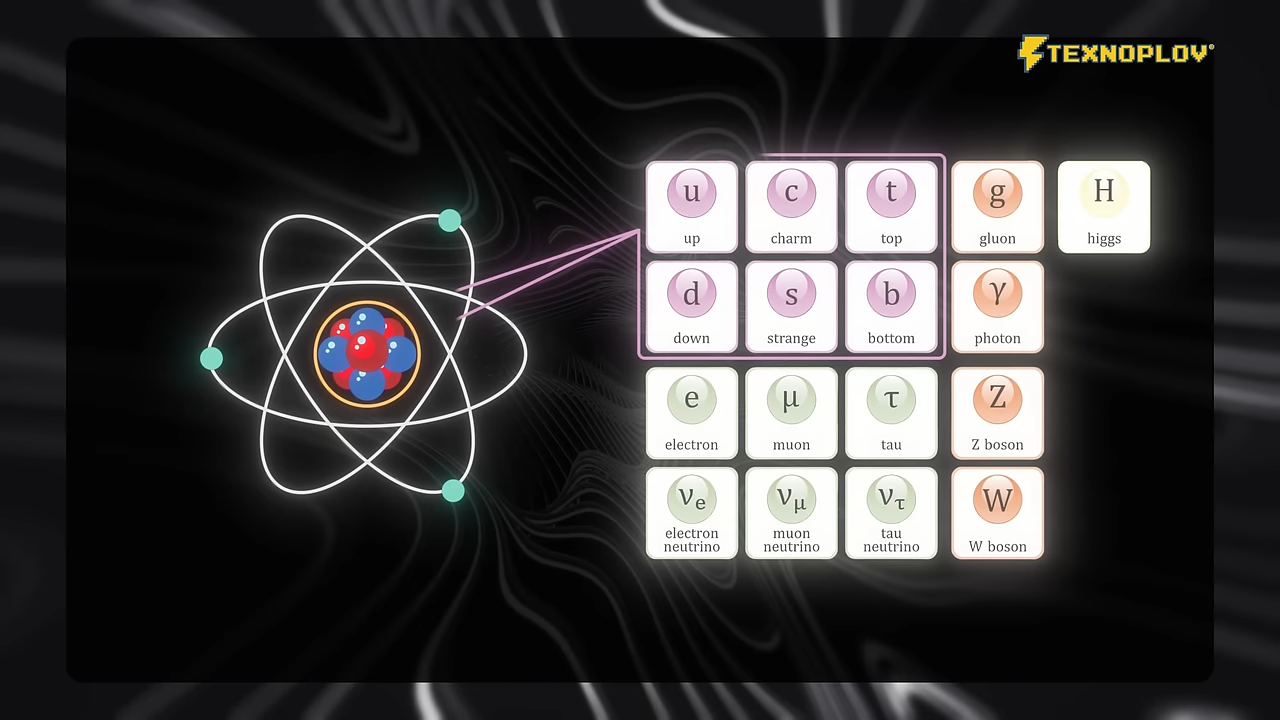 TEXNOPLOV
u
c
t
g
H
up
charm
top
gluon
higgs
d
s
b
γ
down
strange
bottom
photon
e
μ
τ
Z
electron
muon
tau
Z boson
νe
νμ
ντ
W
electron
neutrino
muon
neutrino
tau
neutrino
W boson